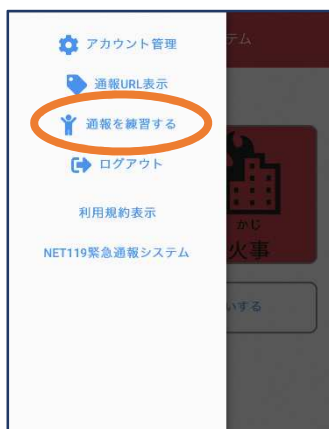 アカウント管理
テム
通報URL表示
通報を練習する
ログアウト
利用規約表示
かじ
火事
NET119緊急通報システム
いする